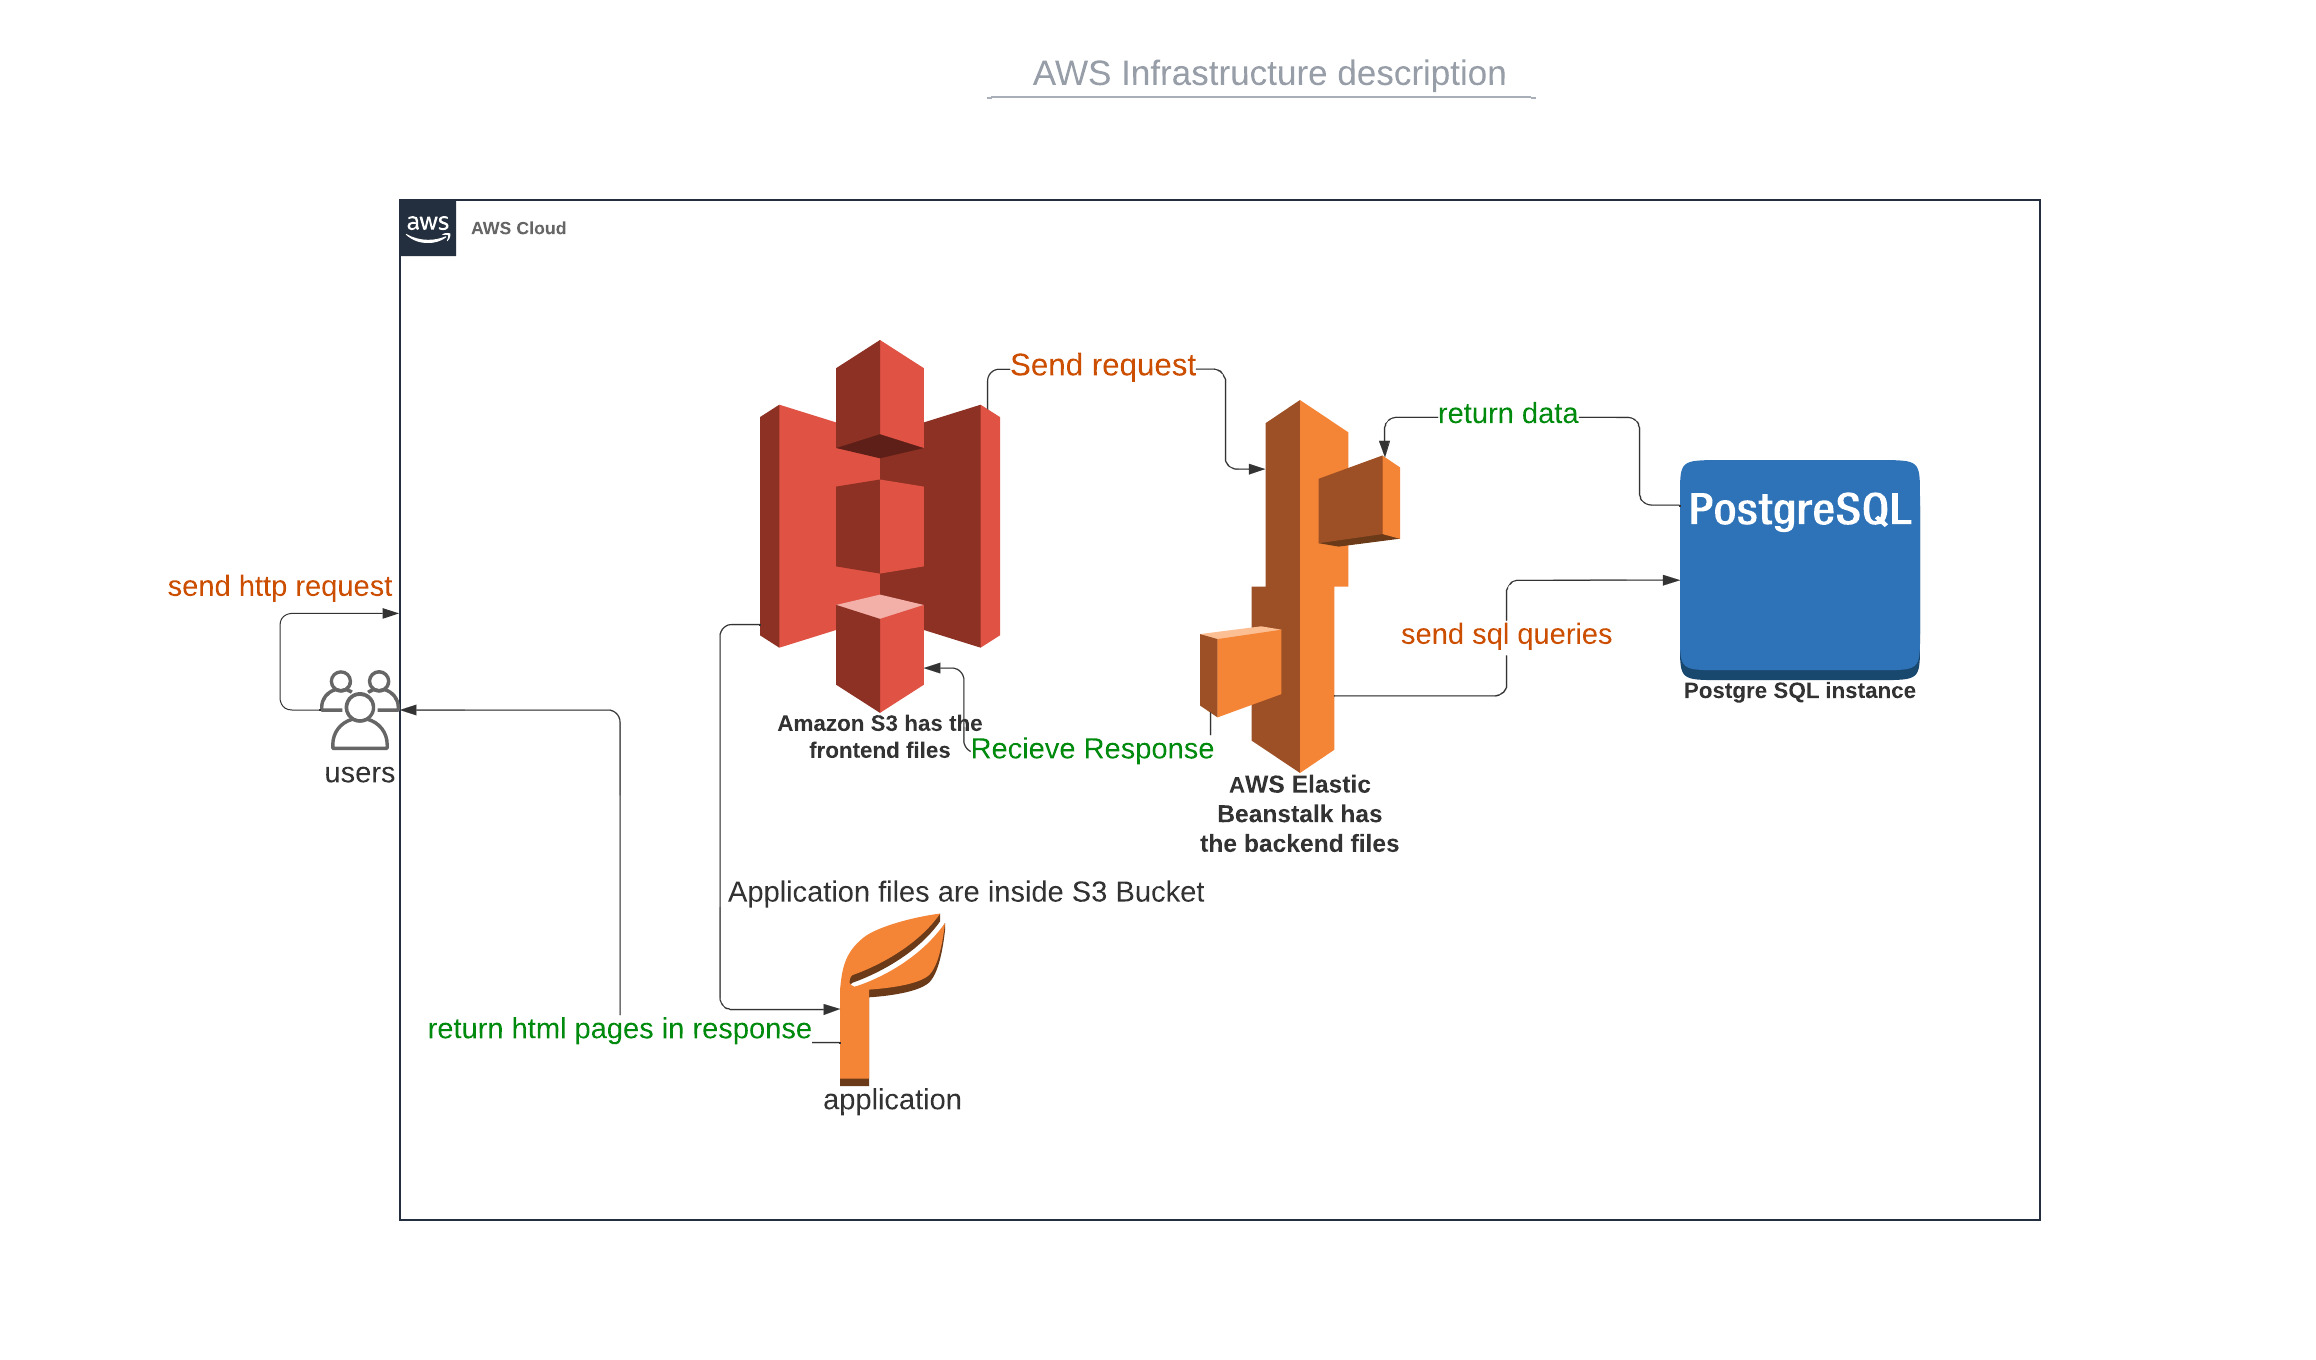 AWS Infrastructure description
aws
AWS Cloud
Send request
return data
PostgreSQL
send http request
send sql queries
Postgre SQL instance
Amazon S3 has the
frontend files
Recieve Response
users
AWS Elastic
Beanstalk has
the backend files
Application files are inside S3 Bucket
return html pages in response
application